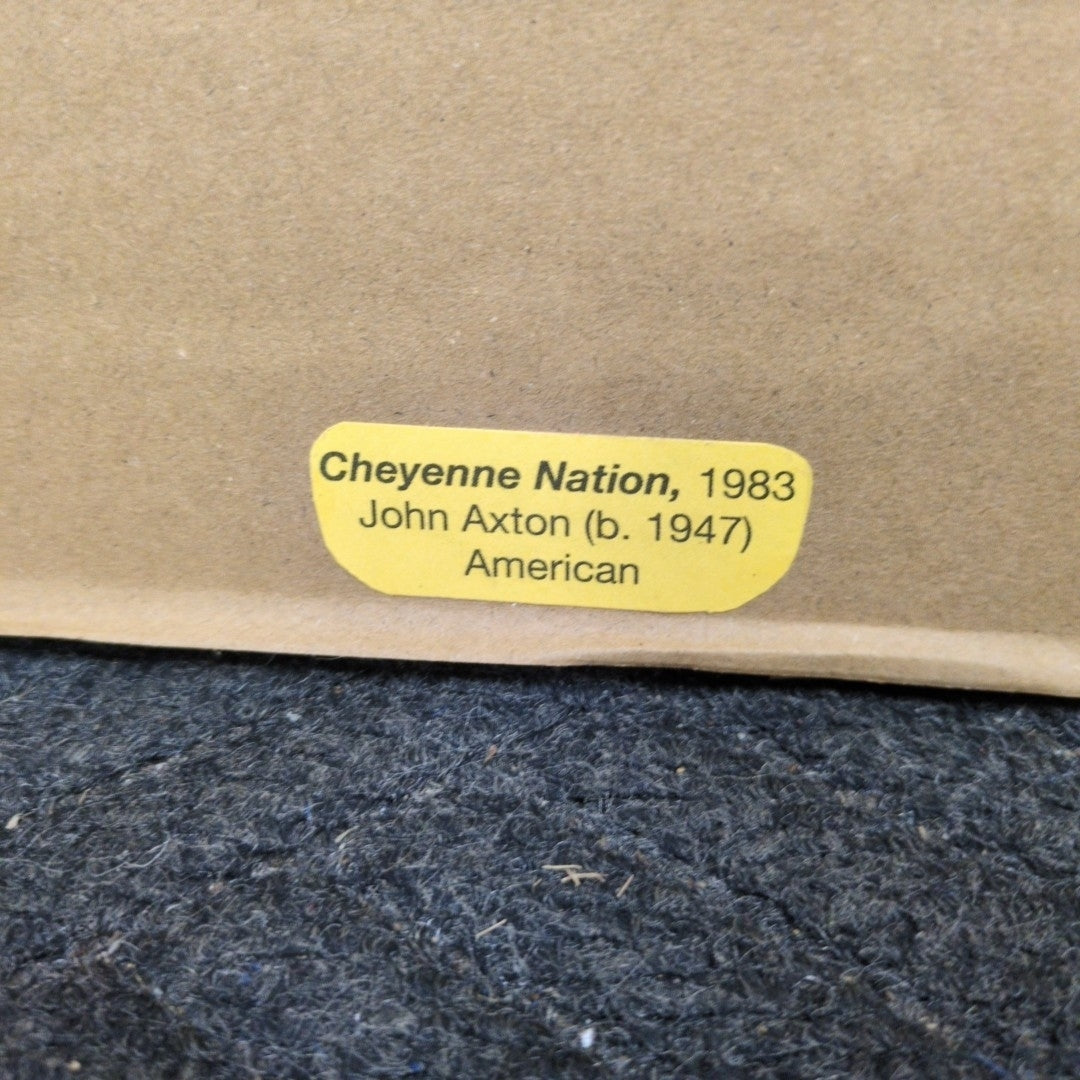 Cheyenne Nation, 1983
John Axton (b. 1947)
American